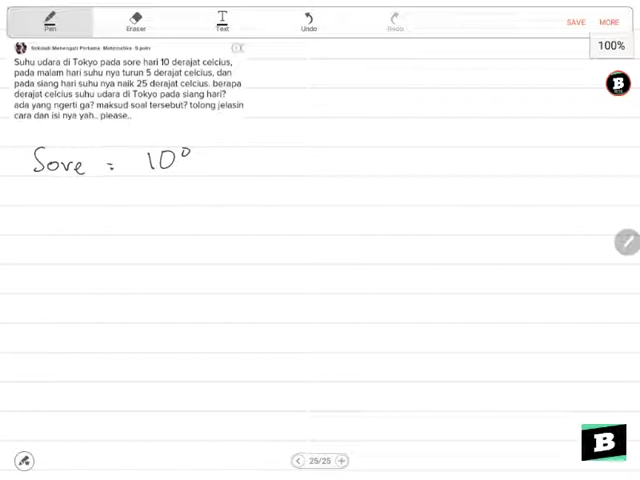 Pen Eraser Text Undo Redo SAVE MORE
100%
Sekolah Menengah Pertama Matematika 5 poin
Suhu udara di Tokyo pada sore hari 10 derajat celcius,
pada malam hari suhu nya turun 5 derajat celcius, dan
pada siang hari suhu nya naik 25 derajat celcius. berapa
derajat celcius suhu udara di Tokyo pada siang hari?
ada yang ngerti ga? maksud soal tersebut? tolong jelasin
cara dan isi nya yah.. please..
Sore = 10°
B
B
25/25